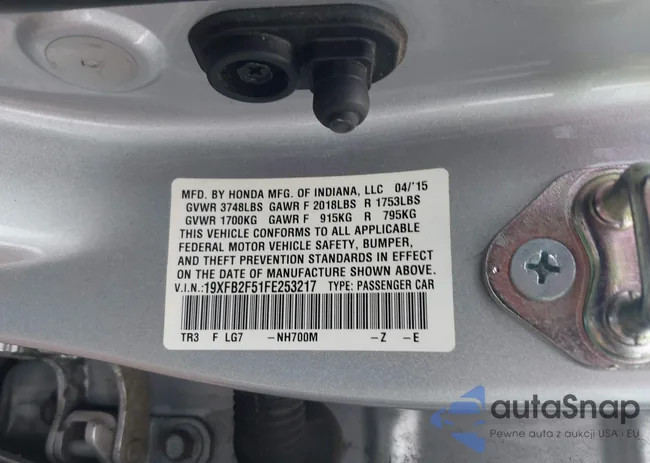 MFD. BY HONDA MFG. OF INDIANA, LLC 04/'15
GVWR 3748LBS GAWR F 2018LBS R 1753LBS
GVWR 1700KG GAWR F 915KG R 795KG
THIS VEHICLE CONFORMS TO ALL APPLICABLE
FEDERAL MOTOR VEHICLE SAFETY, BUMPER,
AND THEFT PREVENTION STANDARDS IN EFFECT
ON THE DATE OF MANUFACTURE SHOWN ABOVE.
V.I.N.:19XFB2F51FE253217 TYPE: PASSENGER CAR
TR3 F LG7 -NH700M -Z -E
autoSnap
Pewne auta z aukcji USA i EU